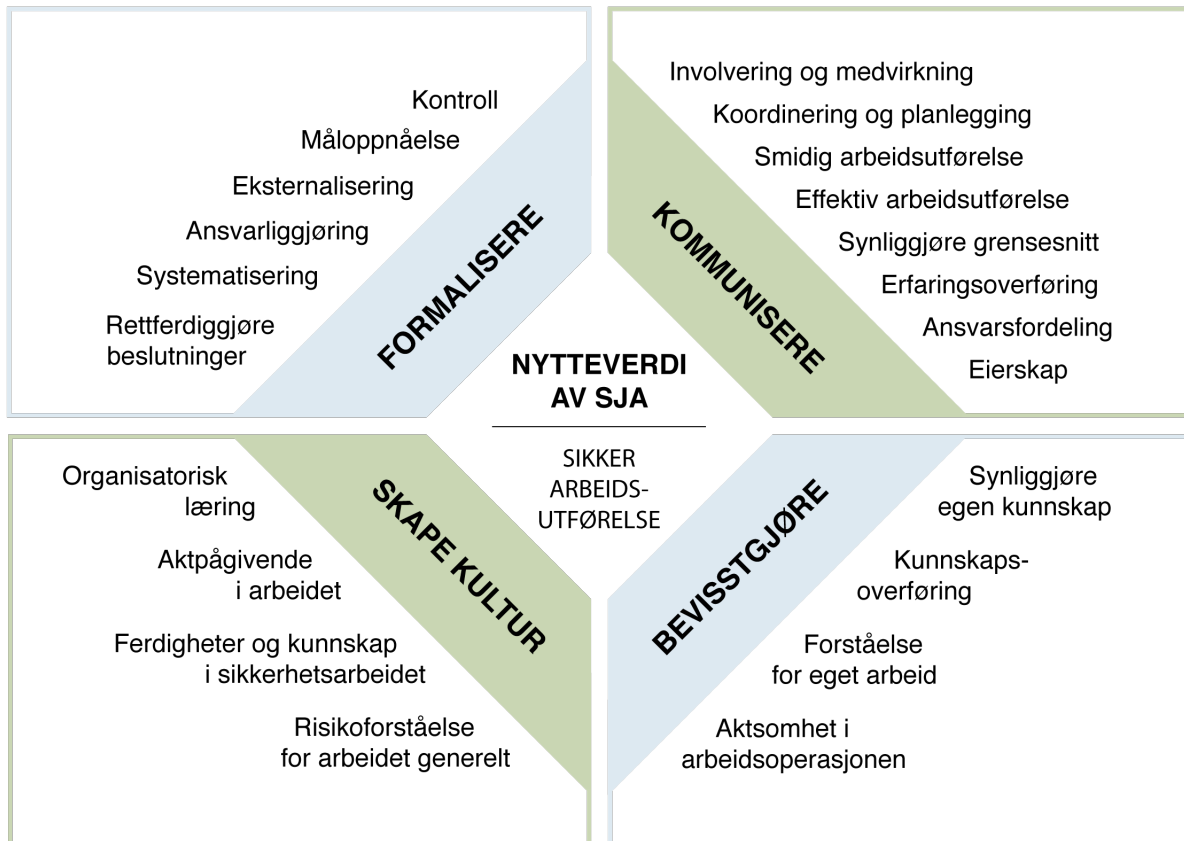 Kontroll
Måloppnåelse
Eksternalisering
Ansvarliggjøring
Systematisering
Rettferdiggjøre
beslutninger
FORMALISERE
Involvering og medvirkning
Koordinering og planlegging
Smidig arbeidsutførelse
Effektiv arbeidsutførelse
Synliggjøre grensesnitt
Erfaringsoverføring
Ansvarsfordeling
Eierskap
KOMMUNISERE
NYTTEVERDI
AV SJA
SIKKER
ARBEIDS-
UTFØRELSE
Organisatorisk
læring
Aktpågivende
i arbeidet
Ferdigheter og kunnskap
i sikkerhetsarbeidet
Risikoforståelse
for arbeidet generelt
SKAPE KULTUR
BEVISSTGJØRE
Synliggjøre
egen kunnskap
Kunnskaps-
overføring
Forståelse
for eget arbeid
Aktsomhet i
arbeidsoperasjonen